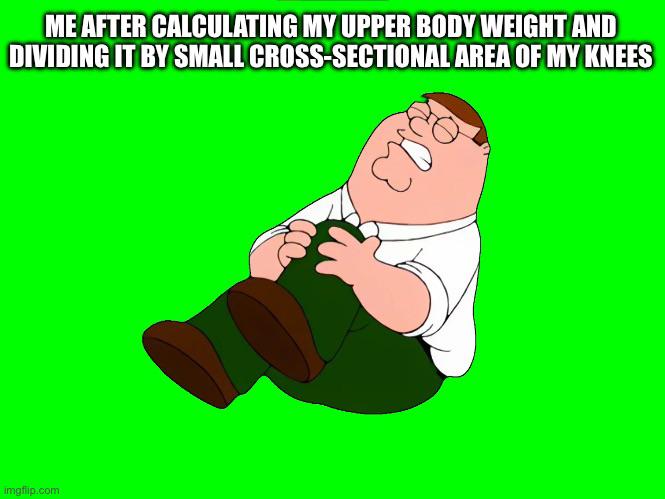 ME AFTER CALCULATING MY UPPER BODY WEIGHT AND
DIVIDING IT BY SMALL CROSS-SECTIONAL AREA OF MY KNEES
imgflip.com